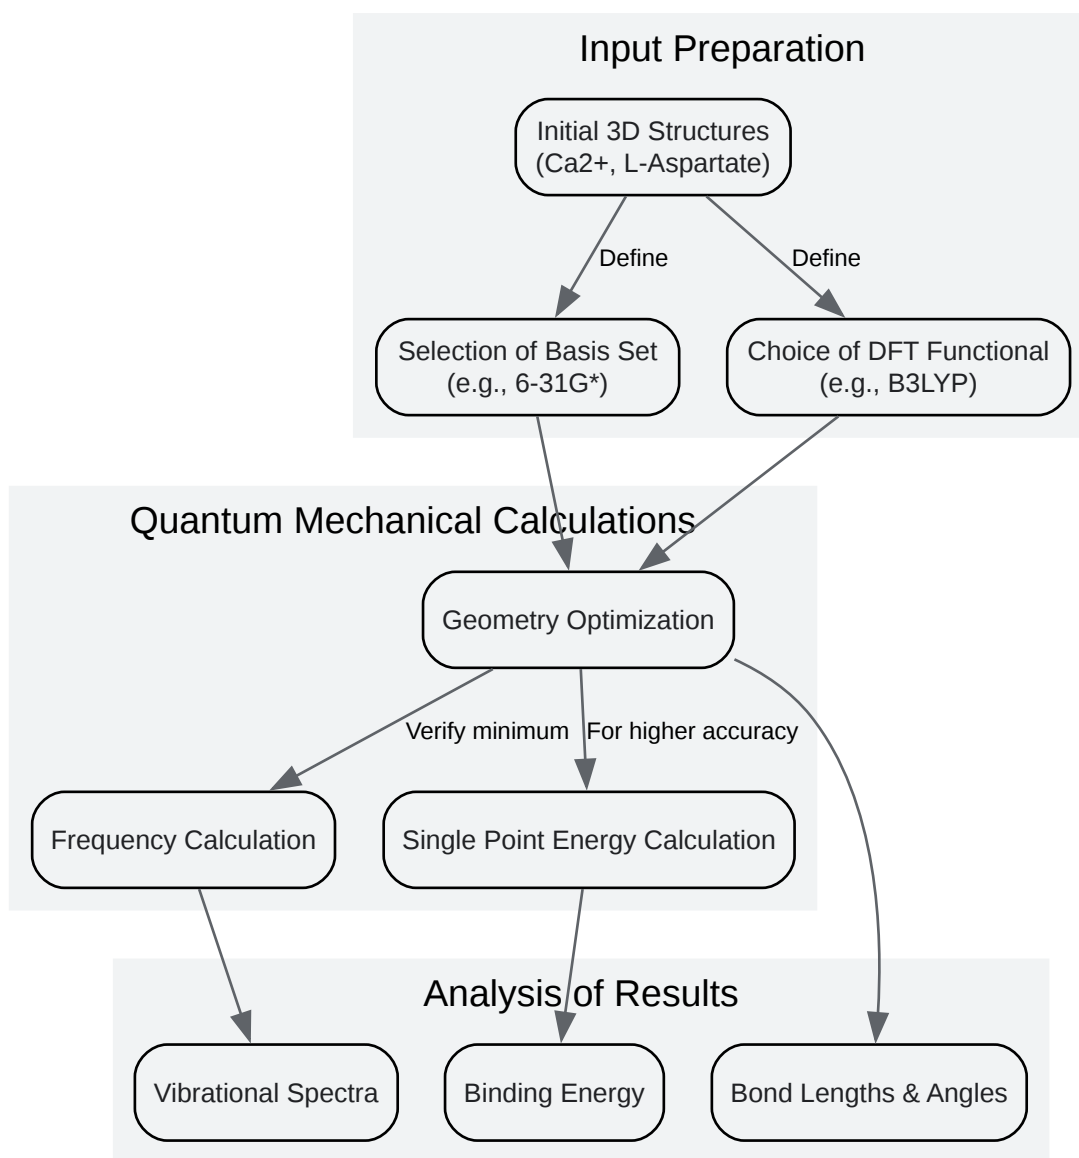 Input Preparation
Initial 3D Structures
(Ca2+, L-Aspartate)
Define
Define
Selection of Basis Set
(e.g., 6-31G*)
Choice of DFT Functional
(e.g., B3LYP)
Quantum Mechanical Calculations
Geometry Optimization
Verify minimum
For higher accuracy
Frequency Calculation
Single Point Energy Calculation
Analysis of Results
Vibrational Spectra
Binding Energy
Bond Lengths & Angles